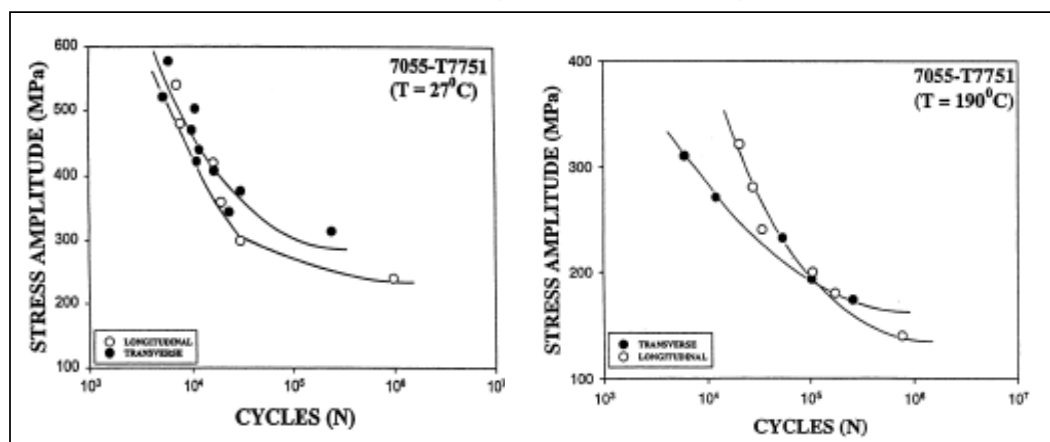 STRESS AMPLITUDE (MPa)
600
500
400
300
200
100
7055-T7751
(T = 27⁰C)
LONGITUDINAL
TRANSVERSE
10³ 10⁴ 10⁵ 10⁶ 10⁷
CYCLES (N)
STRESS AMPLITUDE (MPa)
400
300
200
100
7055-T7751
(T = 190⁰C)
TRANSVERSE
LONGITUDINAL
10³ 10⁴ 10⁵ 10⁶ 10⁷
CYCLES (N)